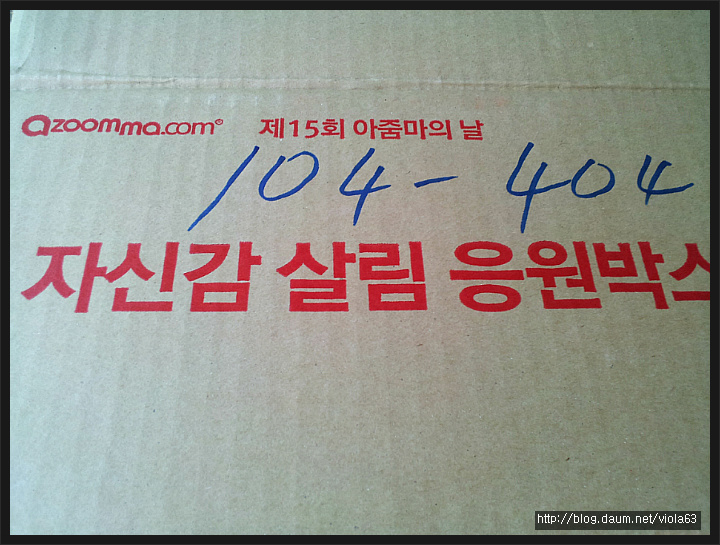 azoomma.com® 제15회 아줌마의 날
104-404
자신감 살림 응원박스
http://blog.daum.net/viola63